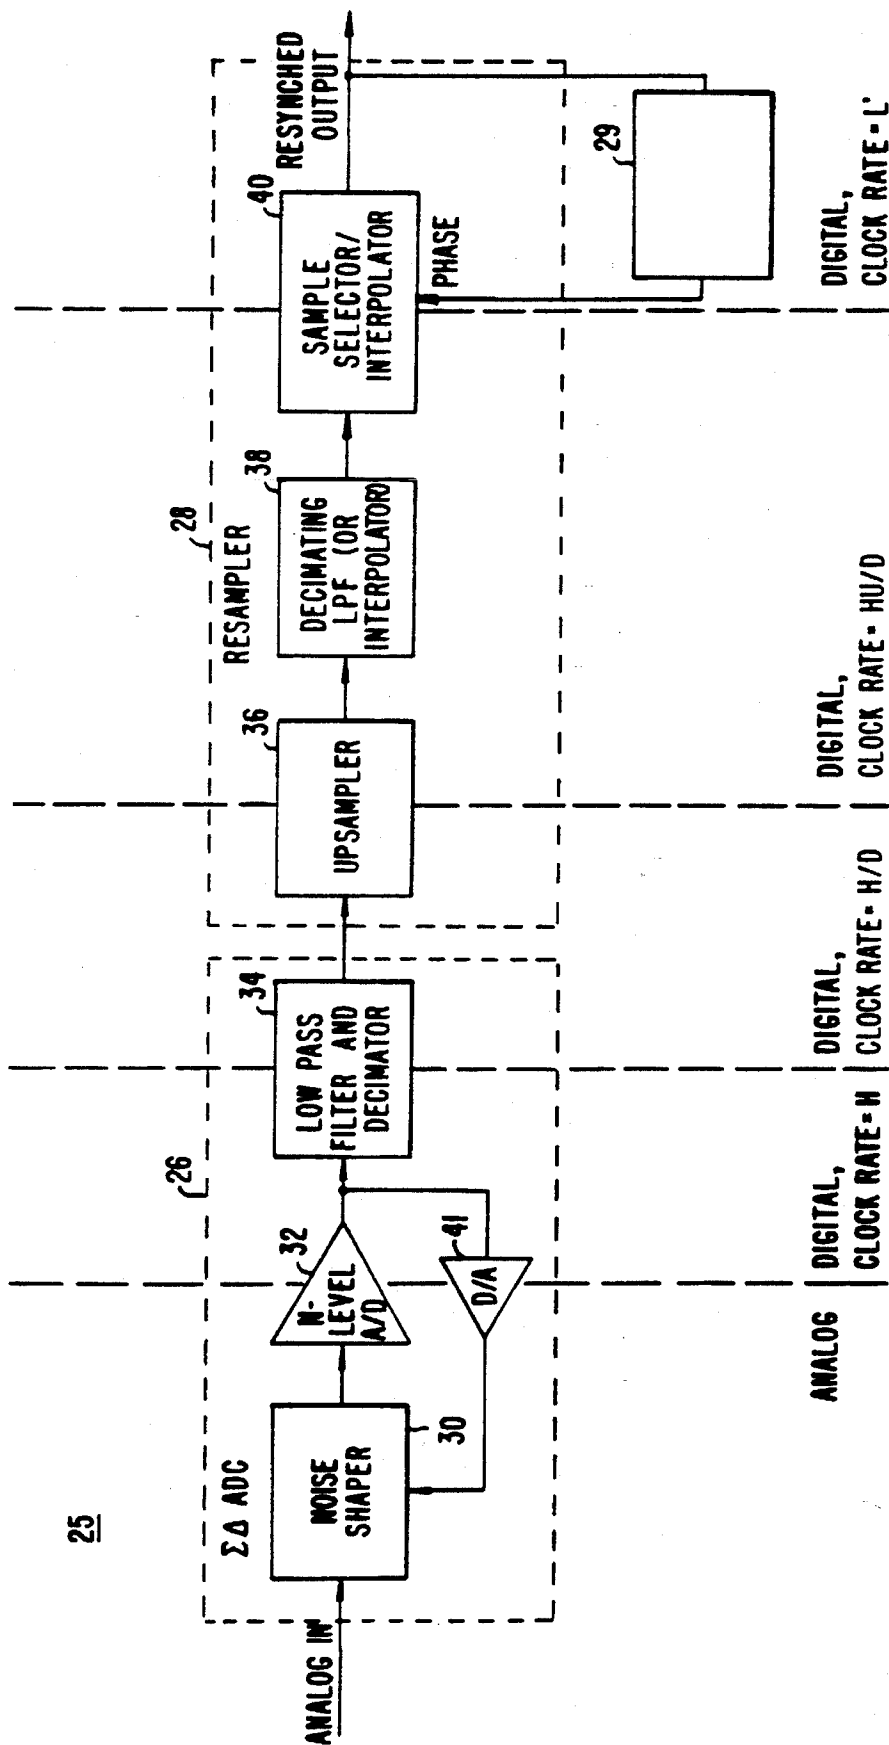 25
ΣΔ ADC
26
ANALOG IN
NOISE
SHAPER
30
N-
LEVEL
A/D
32
D/A
41
LOW PASS
FILTER AND
DECIMATOR
34
28
RESAMPLER
UPSAMPLER
36
DECIMATING
LPF (OR
INTERPOLATOR)
38
SAMPLE
SELECTOR/
INTERPOLATOR
40
PHASE
RESYNCHED
OUTPUT
29
ANALOG
DIGITAL,
CLOCK RATE=H
DIGITAL,
CLOCK RATE= H/D
DIGITAL,
CLOCK RATE= HU/D
DIGITAL,
CLOCK RATE= L'